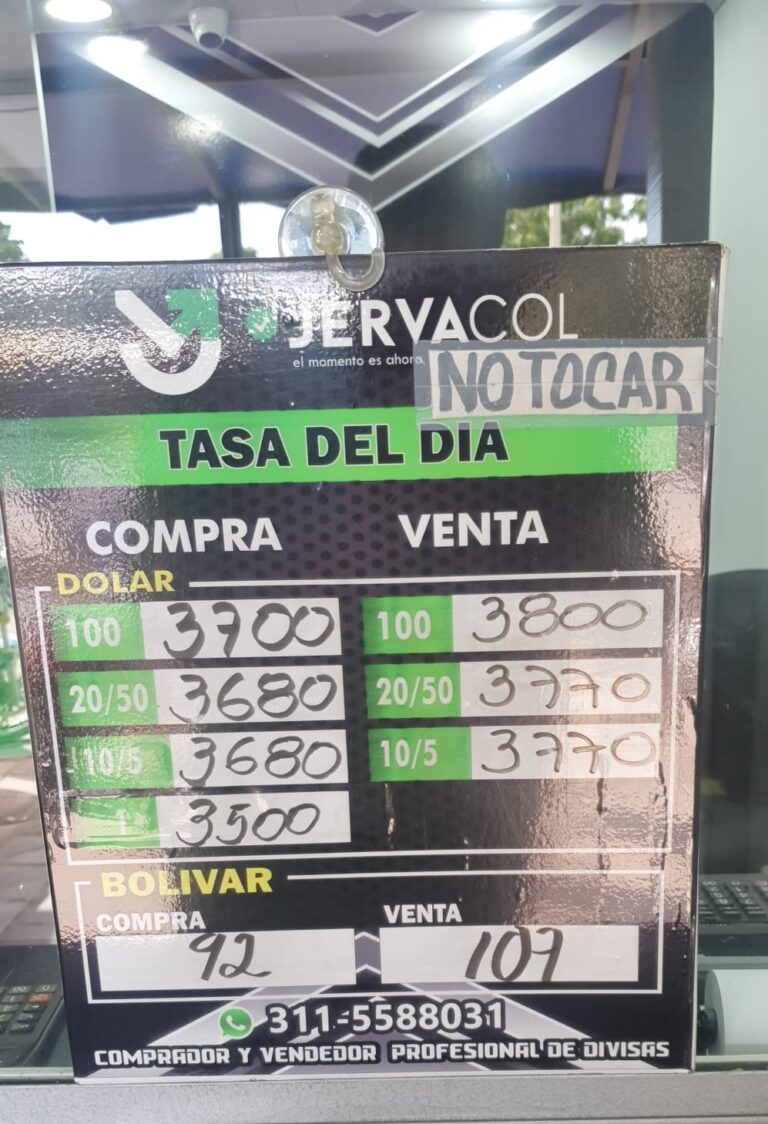 JERVACOL
el momento es ahora,
NO TOCAR
TASA DEL DIA
COMPRA VENTA
DOLAR
100 3700 100 3800
20/50 3680 20/50 3770
10/5 3680 10/5 3770
1 3500
BOLIVAR
COMPRA VENTA
92 107
311-5588031
COMPRADOR Y VENDEDOR PROFESIONAL DE DIVISAS